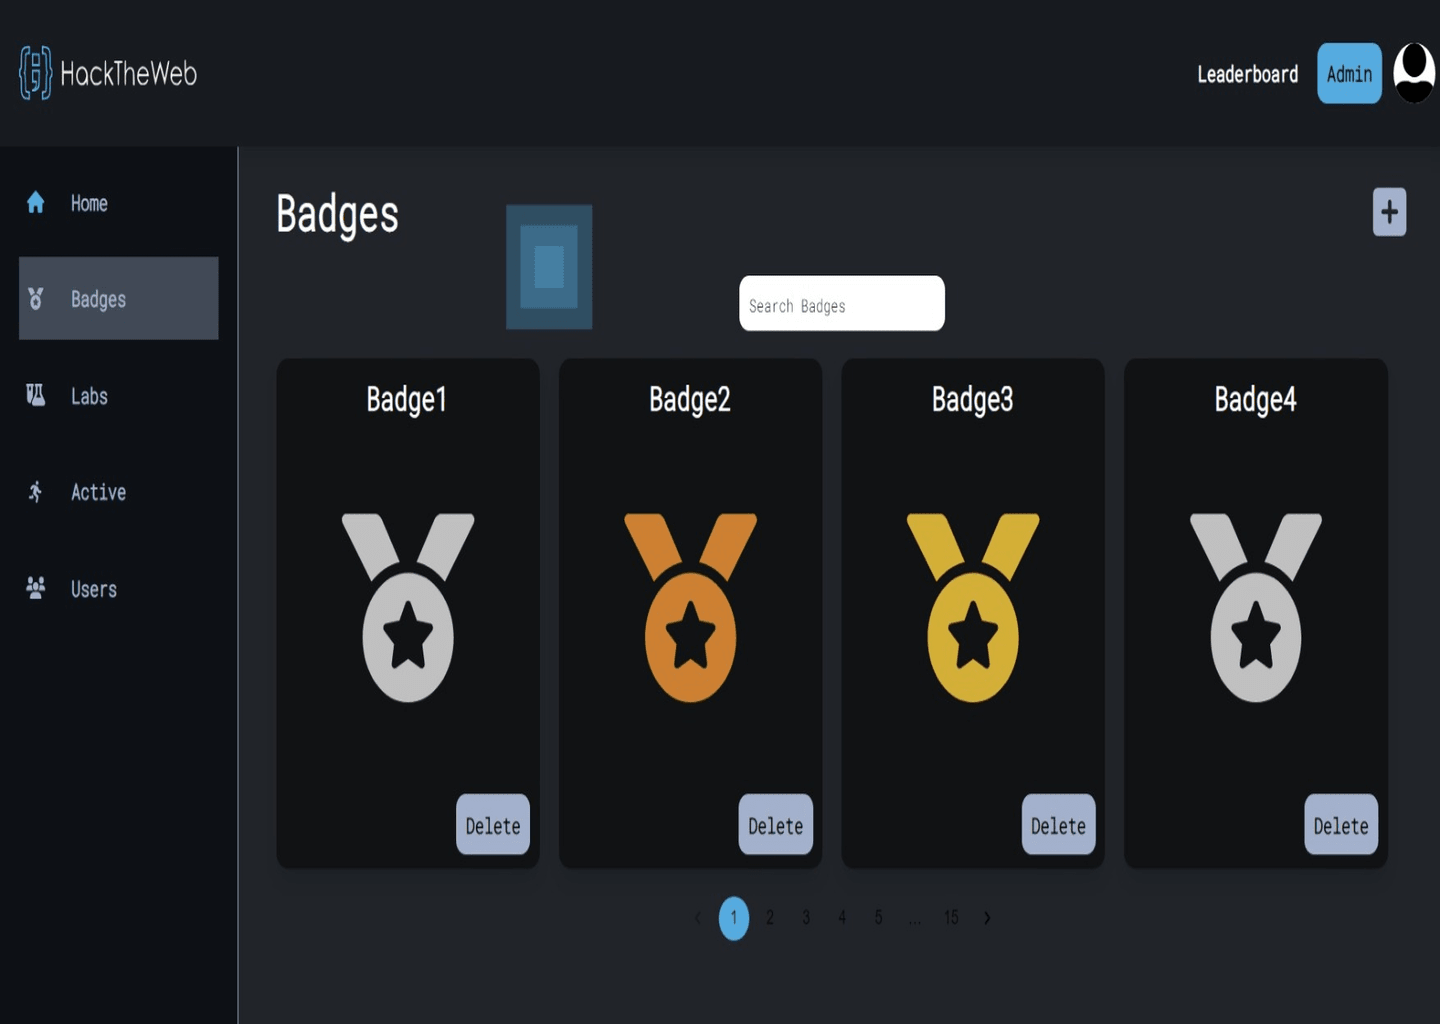 HackTheWeb
Leaderboard
Admin
Home
Badges
Labs
Active
Users
Badges
Search Badges
Badge1
Badge2
Badge3
Badge4
Delete
Delete
Delete
Delete
1 2 3 4 5 ... 15